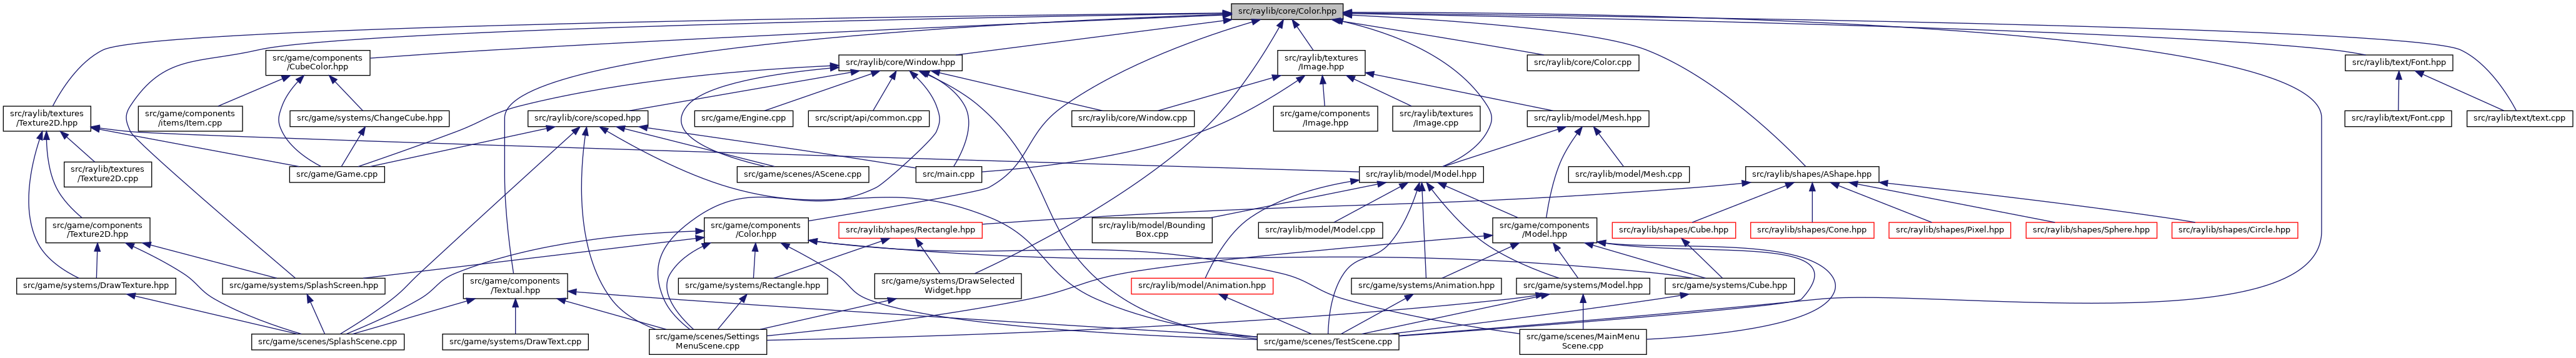 src/raylib/core/Color.hpp
src/game/components
/CubeColor.hpp
src/raylib/core/Window.hpp
src/raylib/textures
/Image.hpp
src/raylib/core/Color.cpp
src/raylib/text/Font.hpp
src/raylib/textures
/Texture2D.hpp
src/game/components
/items/Item.cpp
src/game/systems/ChangeCube.hpp
src/raylib/core/scoped.hpp
src/game/Engine.cpp
src/script/api/common.cpp
src/raylib/core/Window.cpp
src/game/components
/Image.hpp
src/raylib/textures
/Image.cpp
src/raylib/model/Mesh.hpp
src/raylib/text/Font.cpp
src/raylib/text/text.cpp
src/raylib/textures
/Texture2D.cpp
src/game/Game.cpp
src/game/scenes/AScene.cpp
src/main.cpp
src/raylib/model/Model.hpp
src/raylib/model/Mesh.cpp
src/raylib/shapes/AShape.hpp
src/game/components
/Texture2D.hpp
src/game/components
/Color.hpp
src/raylib/shapes/Rectangle.hpp
src/raylib/model/Bounding
Box.cpp
src/raylib/model/Model.cpp
src/game/components
/Model.hpp
src/raylib/shapes/Cube.hpp
src/raylib/shapes/Cone.hpp
src/raylib/shapes/Pixel.hpp
src/raylib/shapes/Sphere.hpp
src/raylib/shapes/Circle.hpp
src/game/systems/DrawTexture.hpp
src/game/systems/SplashScreen.hpp
src/game/components
/Textual.hpp
src/game/systems/Rectangle.hpp
src/game/systems/DrawSelected
Widget.hpp
src/raylib/model/Animation.hpp
src/game/systems/Animation.hpp
src/game/systems/Model.hpp
src/game/systems/Cube.hpp
src/game/scenes/SplashScene.cpp
src/game/systems/DrawText.cpp
src/game/scenes/Settings
MenuScene.cpp
src/game/scenes/TestScene.cpp
src/game/scenes/MainMenu
Scene.cpp